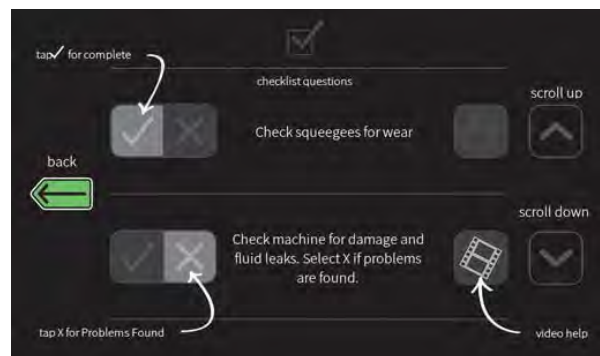 tap✓ for complete
checklist questions
scroll up
Check squeegees for wear
back
scroll down
Check machine for damage and
fluid leaks. Select X if problems
are found.
tap X for Problems Found
video help